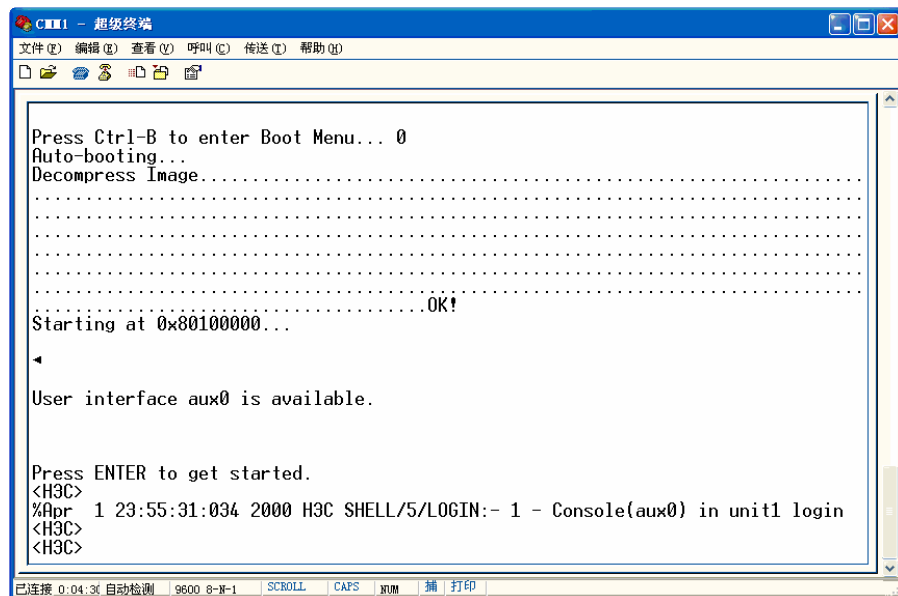 CMM1 - 超级终端
文件(F) 编辑(E) 查看(V) 呼叫(C) 传送(T) 帮助(H)
Press Ctrl-B to enter Boot Menu... 0
Auto-booting...
Decompress Image................................................................
................................................................................
................................................................................
................................................................................
................................................................................
................................................................................
................................................................................
......................................OK!
Starting at 0x80100000...
User interface aux0 is available.
Press ENTER to get started.
<H3C>
%Apr  1 23:55:31:034 2000 H3C SHELL/5/LOGIN:- 1 - Console(aux0) in unit1 login
<H3C>
<H3C>
已连接 0:04:30 自动检测 9600 8-N-1 SCROLL CAPS NUM 捕 打印